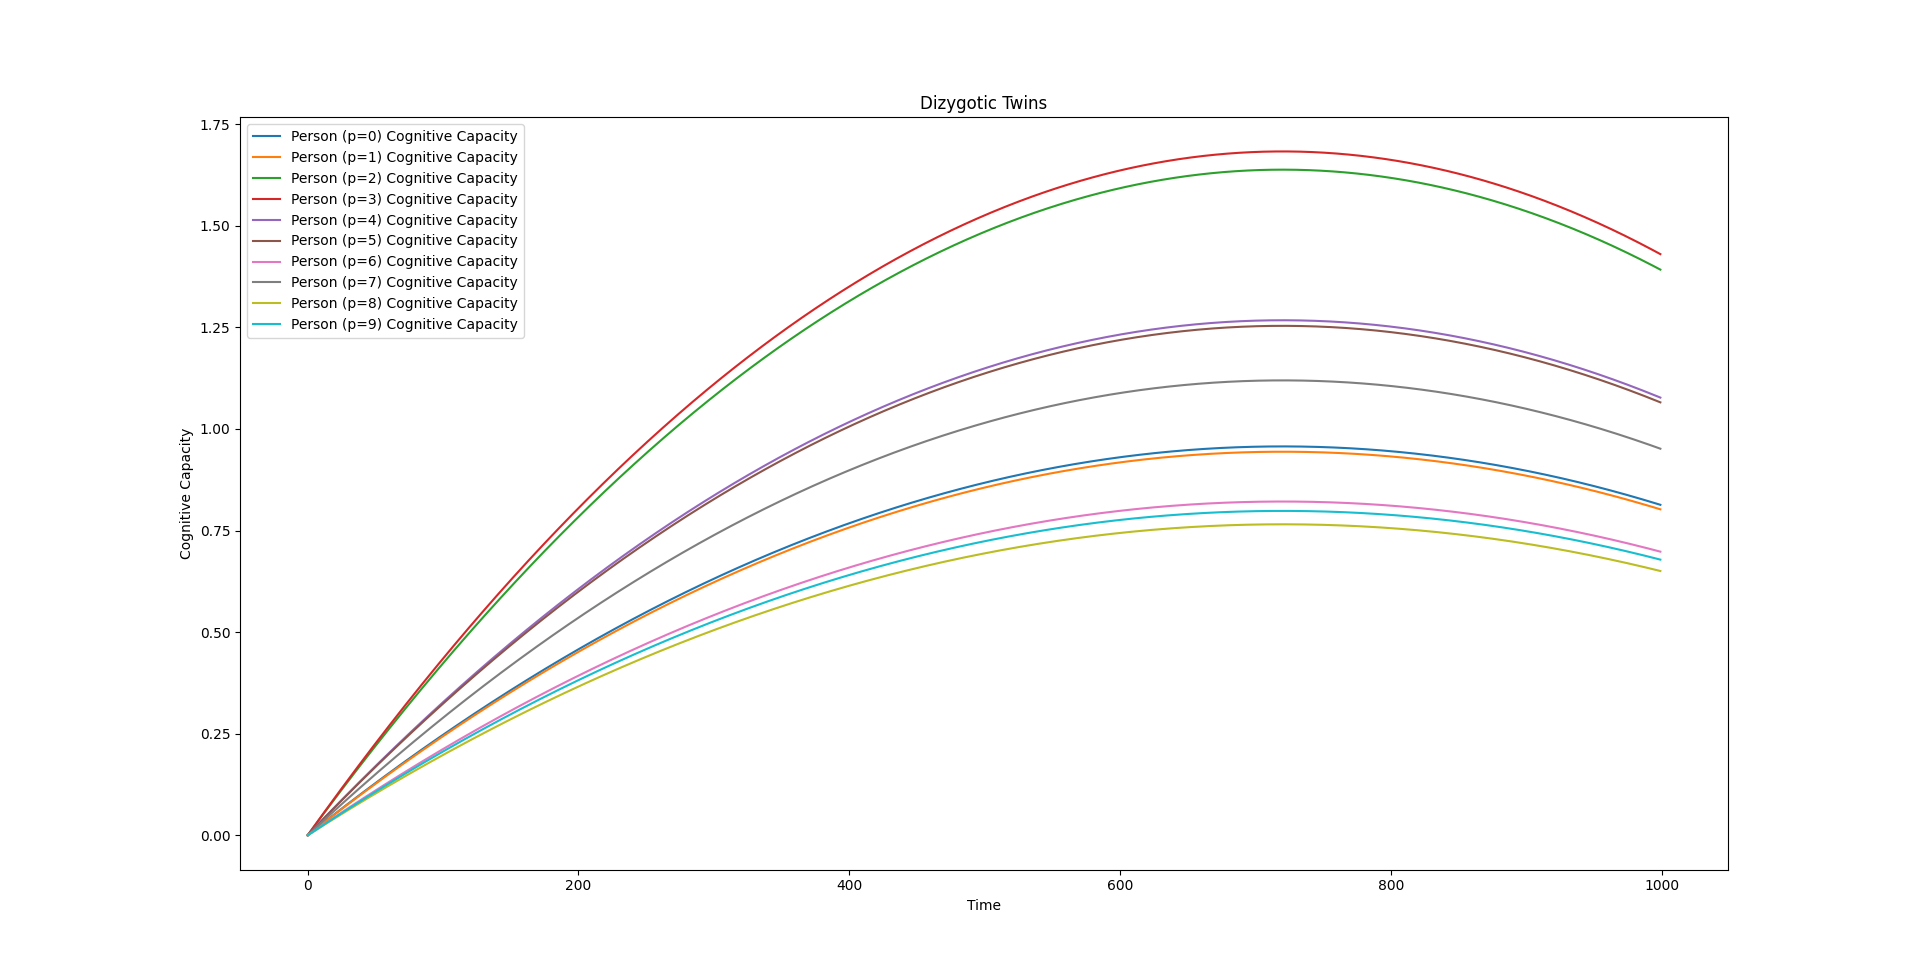 Dizygotic Twins
1.75
1.50
1.25
1.00
0.75
0.50
0.25
0.00
Cognitive Capacity
Person (p=0) Cognitive Capacity
Person (p=1) Cognitive Capacity
Person (p=2) Cognitive Capacity
Person (p=3) Cognitive Capacity
Person (p=4) Cognitive Capacity
Person (p=5) Cognitive Capacity
Person (p=6) Cognitive Capacity
Person (p=7) Cognitive Capacity
Person (p=8) Cognitive Capacity
Person (p=9) Cognitive Capacity
0 200 400 600 800 1000
Time